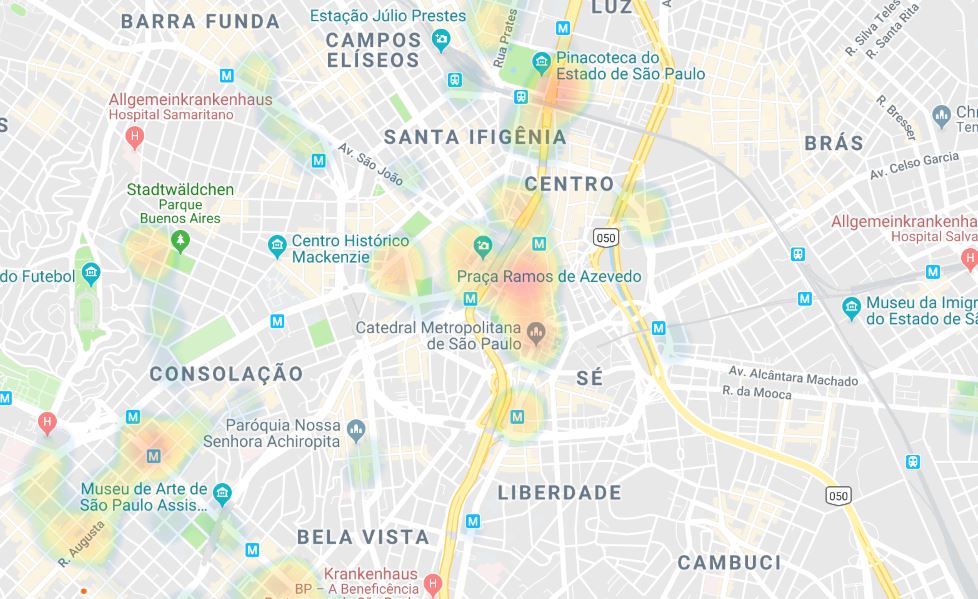 BARRA FUNDA
Estação Júlio Prestes
LUZ
CAMPOS
ELÍSEOS
Rua Prates
Pinacoteca do
Estado de São Paulo
R. Silva Teles
R. Santa Rita
Allgemeinkrankenhaus
Hospital Samaritano
H
M
M
M
SANTA IFIGÊNIA
BRÁS
R. Bresser
Chr
Ten
Av. São João
Av. Celso Garcia
Stadtwäldchen
Parque
Buenos Aires
CENTRO
Allgemeinkrankenha
Hospital Salva
H
050
M
Centro Histórico
Mackenzie
do Futebol
Praça Ramos de Azevedo
M
M
M
Museu da Imigr
do Estado de Sã
M
M
Catedral Metropolitana
de São Paulo
CONSOLAÇÃO
SÉ
Av. Alcântara Machado
R. da Mooca
M
H
M
M
Paróquia Nossa
Senhora Achiropita
M
Museu de Arte de
São Paulo Assis...
LIBERDADE
050
R. Augusta
M
M
BELA VISTA
CAMBUCI
Krankenhaus
BP – A Beneficência
H